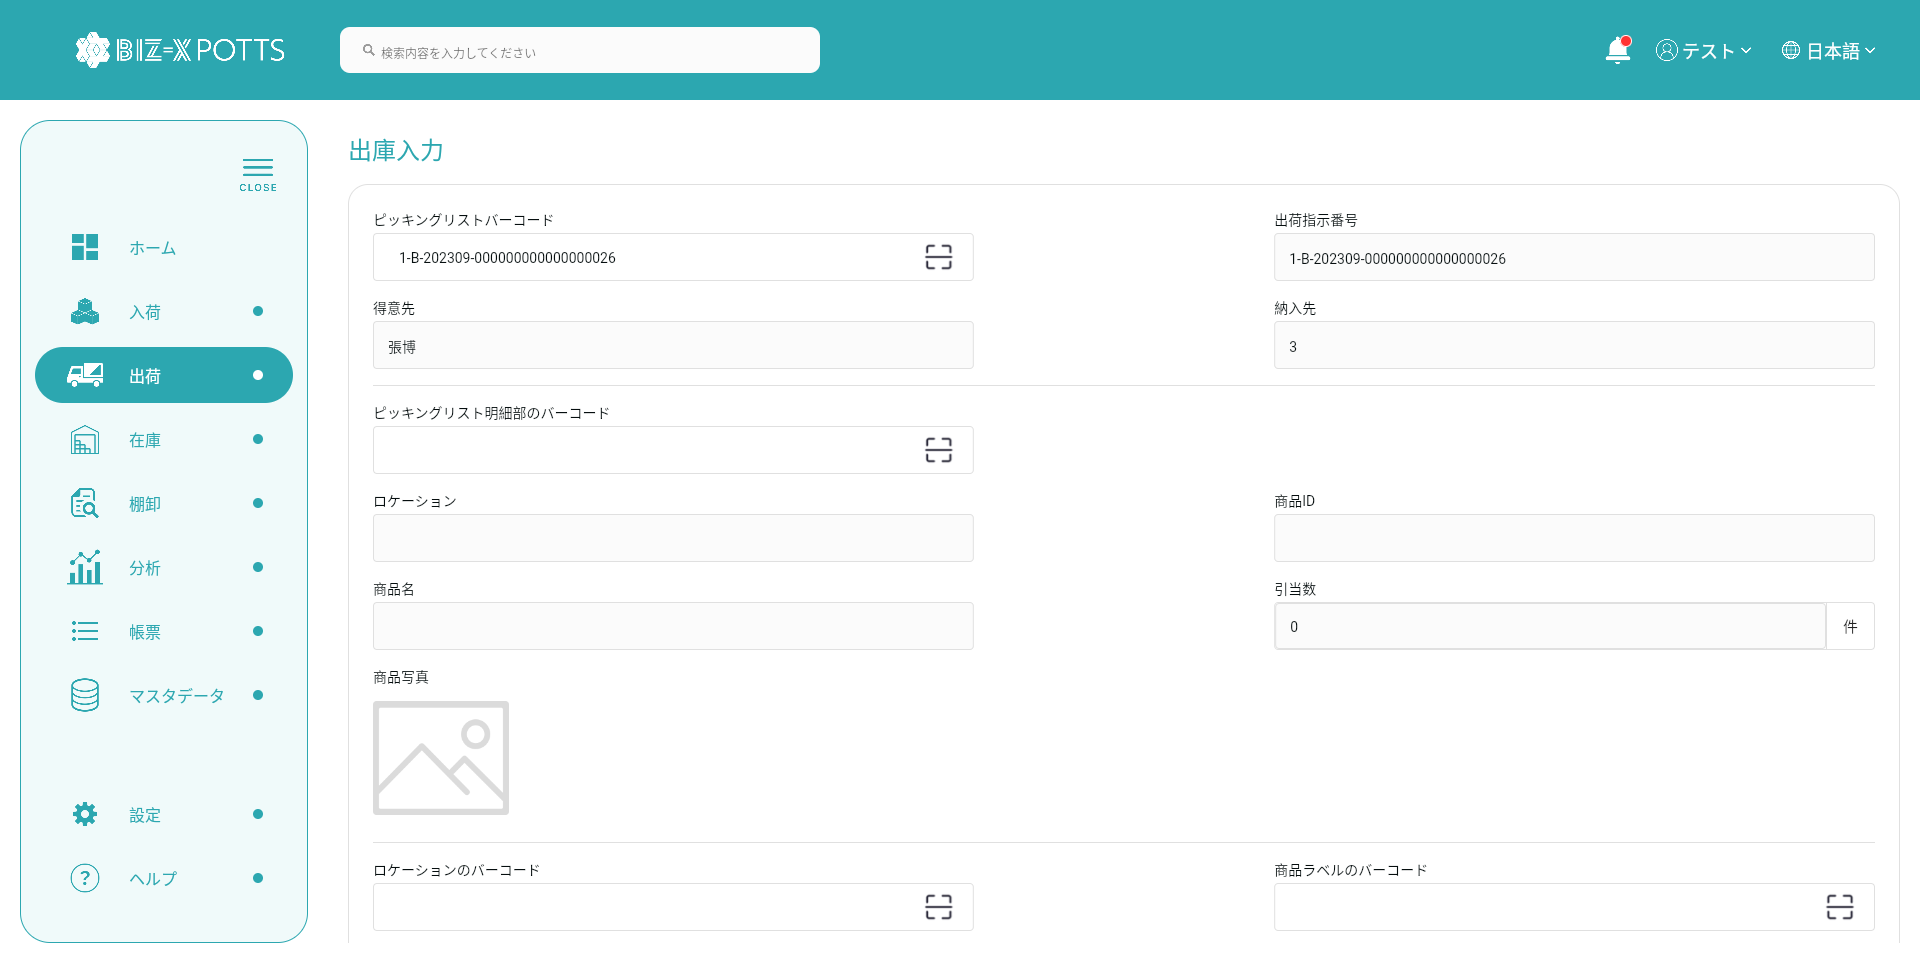 BIZ-X POTTS
検索内容を入力してください
テスト
日本語
CLOSE
ホーム
入荷
出荷
在庫
棚卸
分析
帳票
マスタデータ
設定
ヘルプ
出庫入力
ピッキングリストバーコード
1-B-202309-000000000000000026
出荷指示番号
1-B-202309-000000000000000026
得意先
張博
納入先
3
ピッキングリスト明細部のバーコード
ロケーション
商品ID
商品名
引当数
0
件
商品写真
ロケーションのバーコード
商品ラベルのバーコード